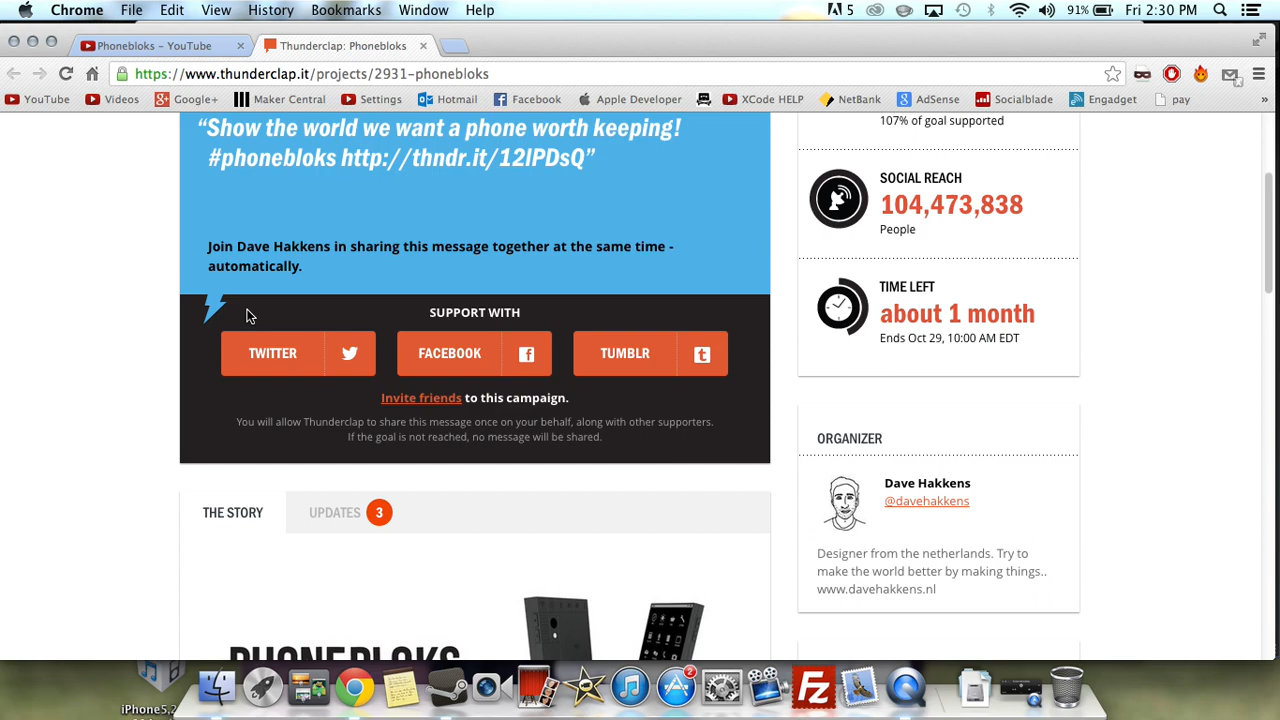 Chrome File Edit View History Bookmarks Window Help 5 91% Fri 2:30 PM
Phonebloks - YouTube Thunderclap: Phonebloks
https://www.thunderclap.it/projects/2931-phonebloks
YouTube Videos Google+ Maker Central Settings Hotmail Facebook Apple Developer XCode HELP NetBank AdSense Socialblade Engadget pay »
“Show the world we want a phone worth keeping!
#phonebloks http://thndr.it/12IPDsQ”
Join Dave Hakkens in sharing this message together at the same time -
automatically.
SUPPORT WITH
TWITTER FACEBOOK TUMBLR
Invite friends to this campaign.
You will allow Thunderclap to share this message once on your behalf, along with other supporters.
If the goal is not reached, no message will be shared.
THE STORY UPDATES 3
PHONEBLOKS
107% of goal supported
SOCIAL REACH
104,473,838
People
TIME LEFT
about 1 month
Ends Oct 29, 10:00 AM EDT
ORGANIZER
Dave Hakkens
@davehakkens
Designer from the netherlands. Try to
make the world better by making things..
www.davehakkens.nl
2
Fz
iPhone5,2